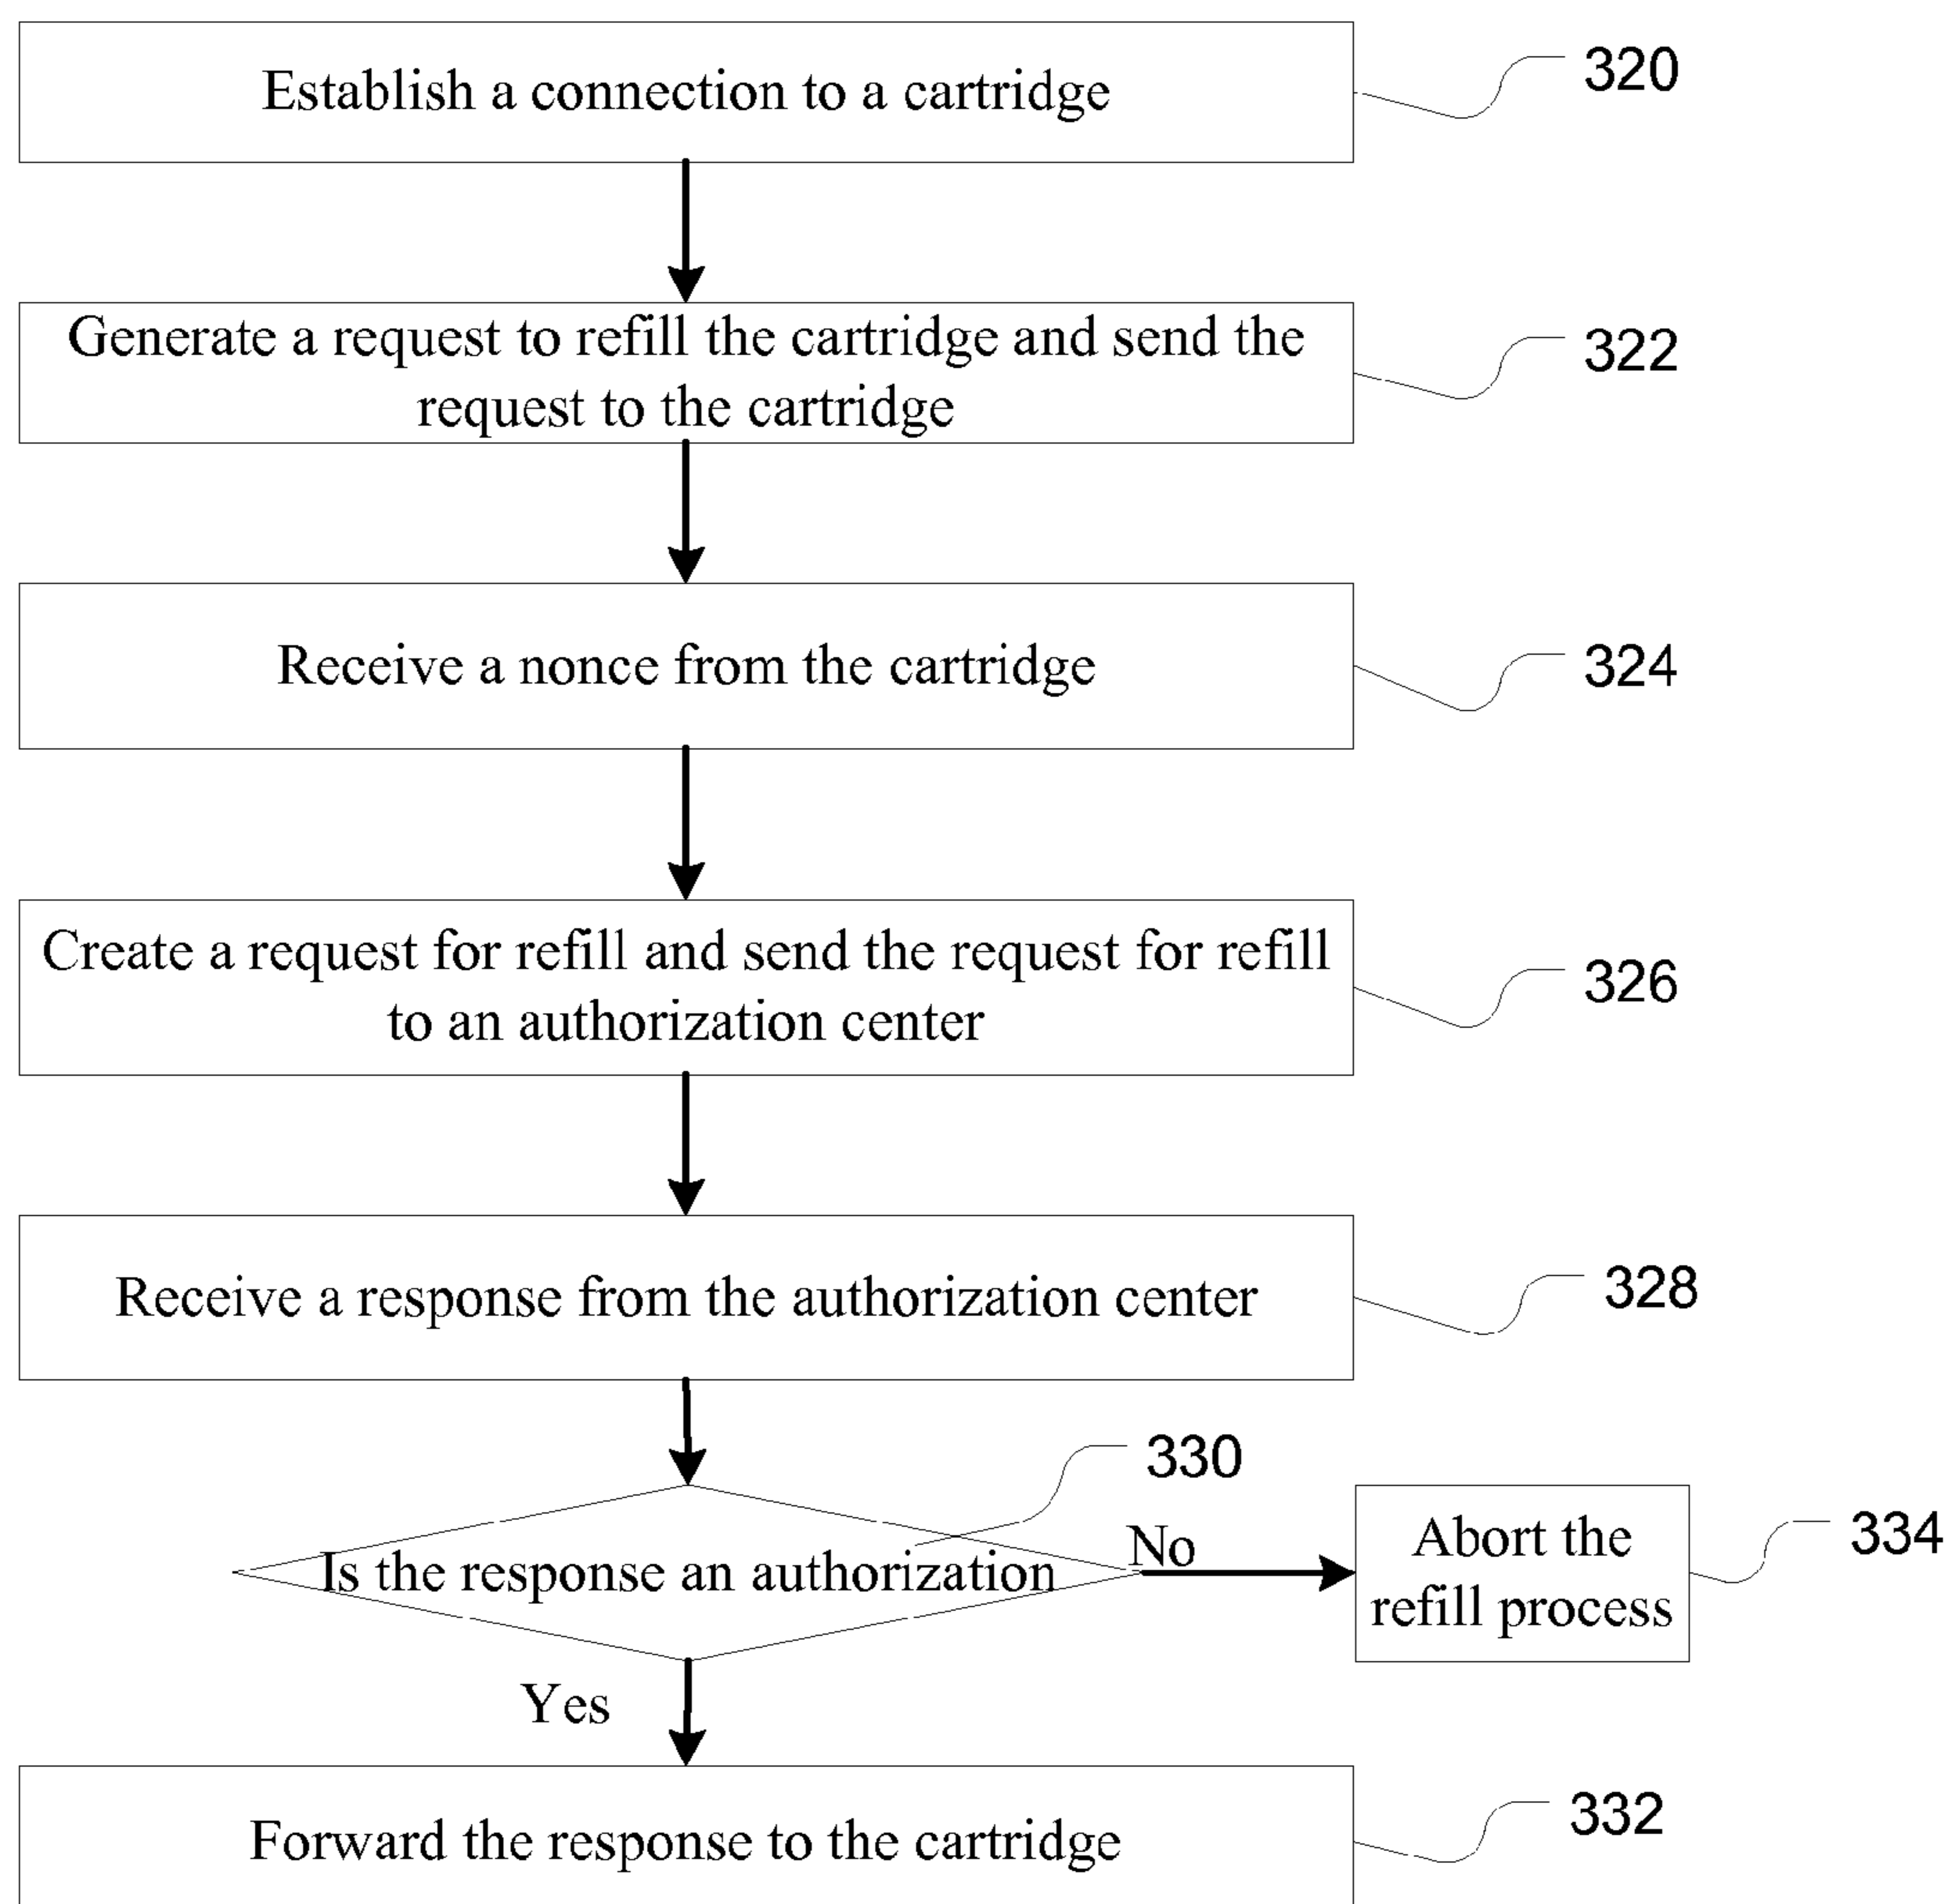 Establish a connection to a cartridge
320
Generate a request to refill the cartridge and send the
request to the cartridge
322
Receive a nonce from the cartridge
324
Create a request for refill and send the request for refill
to an authorization center
326
Receive a response from the authorization center
328
330
Is the response an authorization
No
Abort the
refill process
334
Yes
Forward the response to the cartridge
332